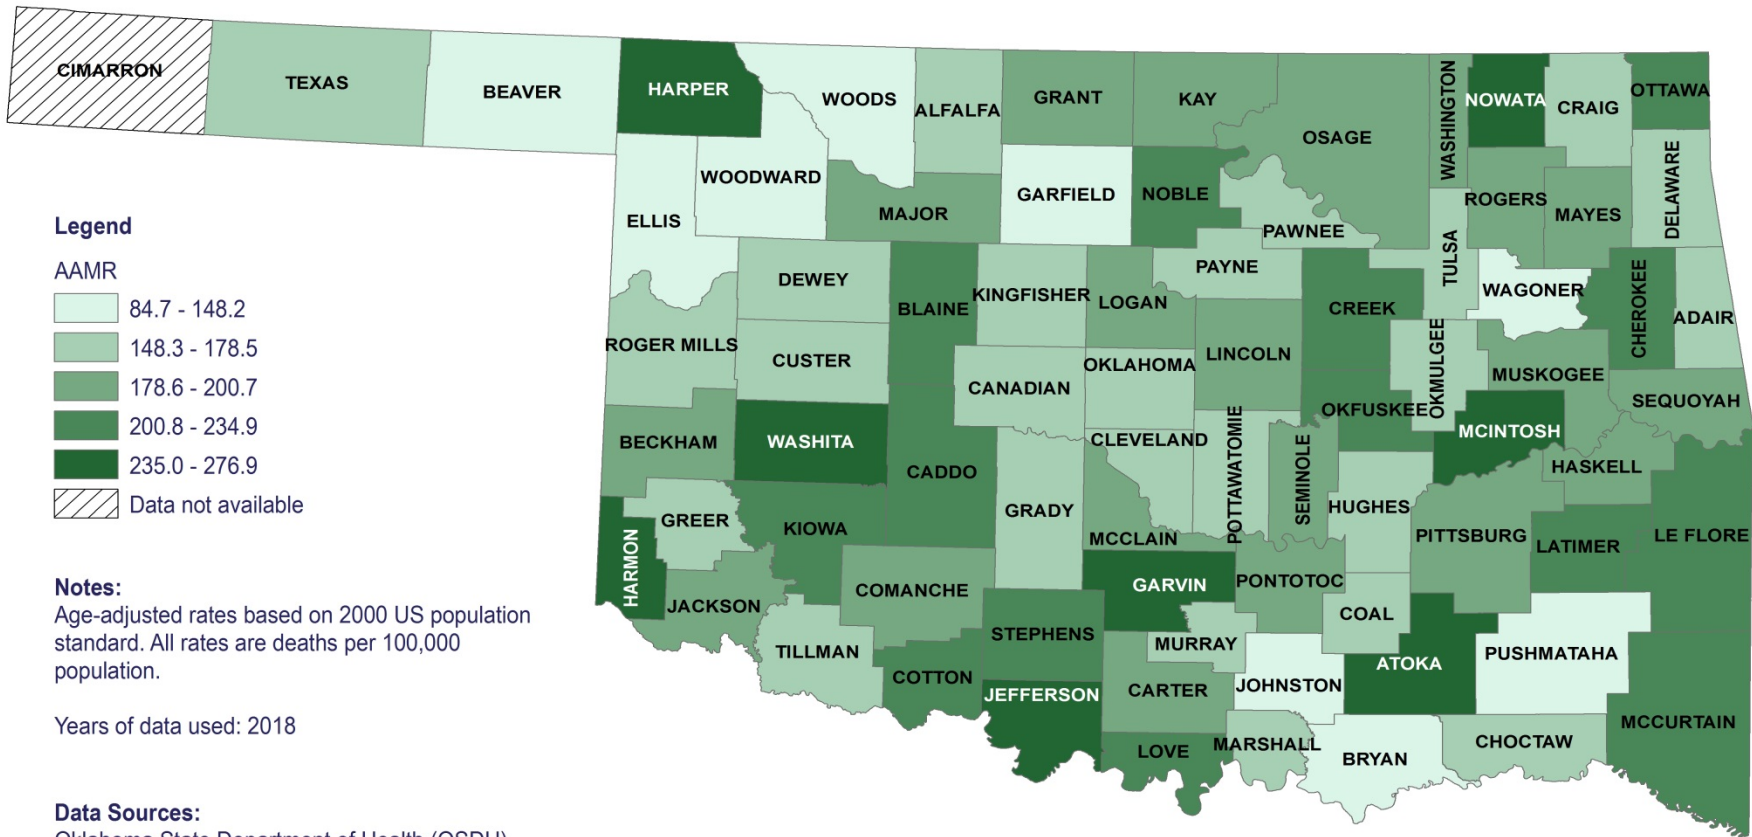 CIMARRON
TEXAS
BEAVER
HARPER
WOODS
ALFALFA
GRANT
KAY
OSAGE
WASHINGTON
NOWATA
CRAIG
OTTAWA
ELLIS
WOODWARD
MAJOR
GARFIELD
NOBLE
PAWNEE
ROGERS
MAYES
DELAWARE
DEWEY
BLAINE
KINGFISHER
LOGAN
PAYNE
CREEK
TULSA
WAGONER
CHEROKEE
ADAIR
ROGER MILLS
CUSTER
CANADIAN
OKLAHOMA
LINCOLN
OKMULGEE
MUSKOGEE
SEQUOYAH
BECKHAM
WASHITA
CADDO
CLEVELAND
POTTAWATOMIE
SEMINOLE
OKFUSKEE
MCINTOSH
HASKELL
HARMON
GREER
KIOWA
GRADY
MCCLAIN
HUGHES
PITTSBURG
LATIMER
LE FLORE
JACKSON
COMANCHE
GARVIN
PONTOTOC
COAL
TILLMAN
COTTON
STEPHENS
MURRAY
JOHNSTON
ATOKA
PUSHMATAHA
JEFFERSON
CARTER
LOVE
MARSHALL
BRYAN
CHOCTAW
MCCURTAIN
Legend
AAMR
84.7 - 148.2
148.3 - 178.5
178.6 - 200.7
200.8 - 234.9
235.0 - 276.9
Data not available
Notes:
Age-adjusted rates based on 2000 US population
standard. All rates are deaths per 100,000
population.
Years of data used: 2018
Data Sources:
Oklahoma State Department of Health (OSDH)